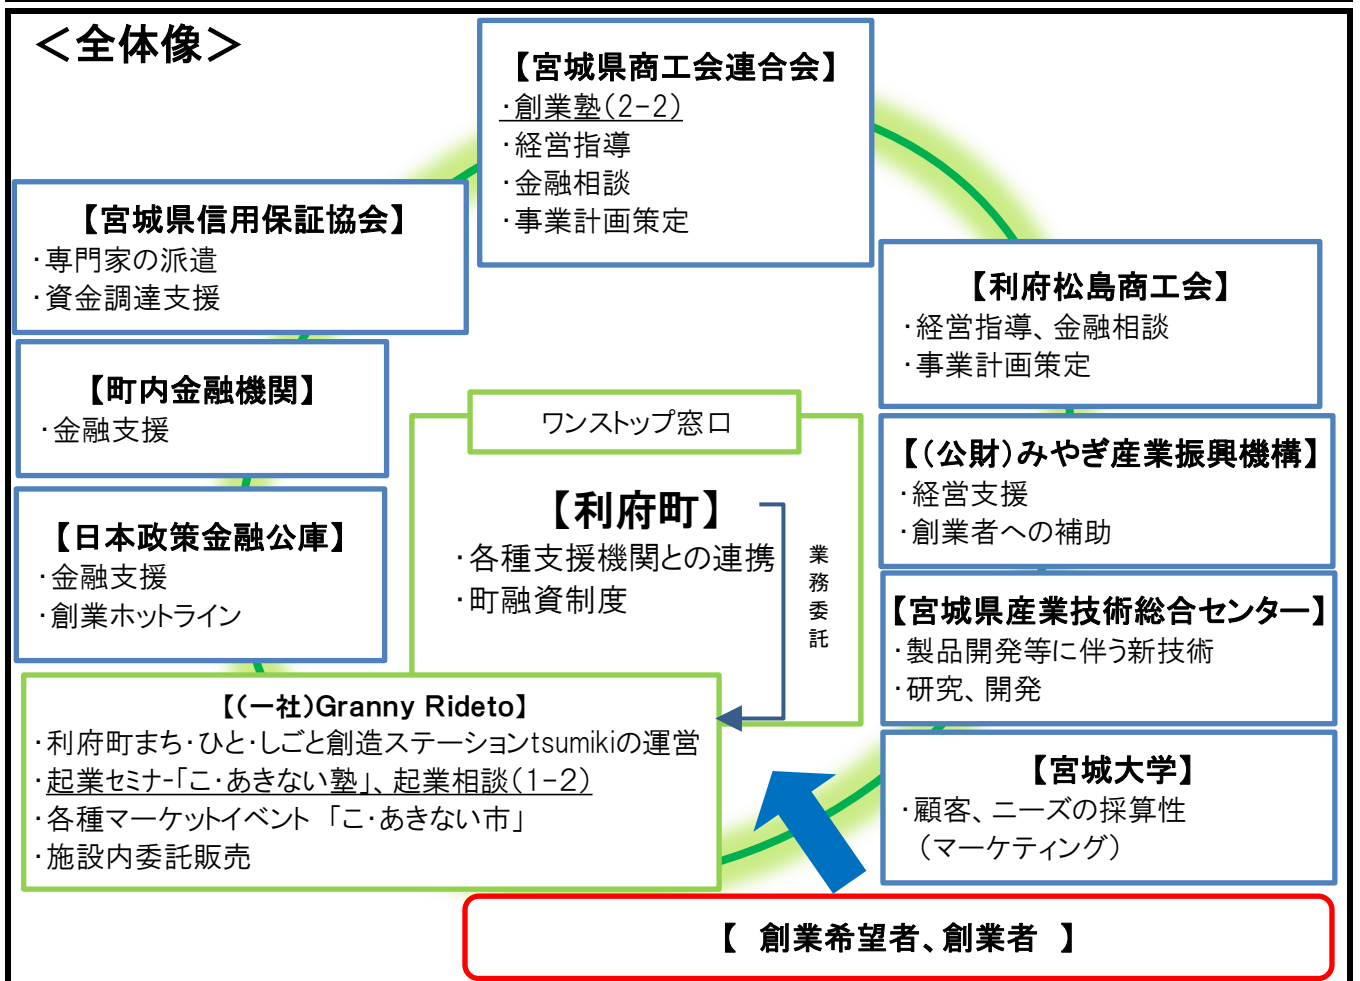 ＜全体像＞
【宮城県商工会連合会】
・創業塾（2-2）
・経営指導
・金融相談
・事業計画策定
【宮城県信用保証協会】
・専門家の派遣
・資金調達支援
【利府松島商工会】
・経営指導、金融相談
・事業計画策定
【町内金融機関】
・金融支援
ワンストップ窓口
【（公財）みやぎ産業振興機構】
・経営支援
・創業者への補助
【利府町】
・各種支援機関との連携
・町融資制度
業務委託
【日本政策金融公庫】
・金融支援
・創業ホットライン
【宮城県産業技術総合センター】
・製品開発等に伴う新技術
・研究、開発
【（一社）Granny Rideto】
・利府町まち・ひと・しごと創造ステーションtsumikiの運営
・起業セミナー「こ・あきない塾」、起業相談（1-2）
・各種マーケットイベント 「こ・あきない市」
・施設内委託販売
【宮城大学】
・顧客、ニーズの採算性
（マーケティング）
【 創業希望者、創業者 】